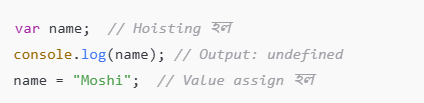 var name;  // Hoisting হল
console.log(name); // Output: undefined
name = "Moshi";  // Value assign হল